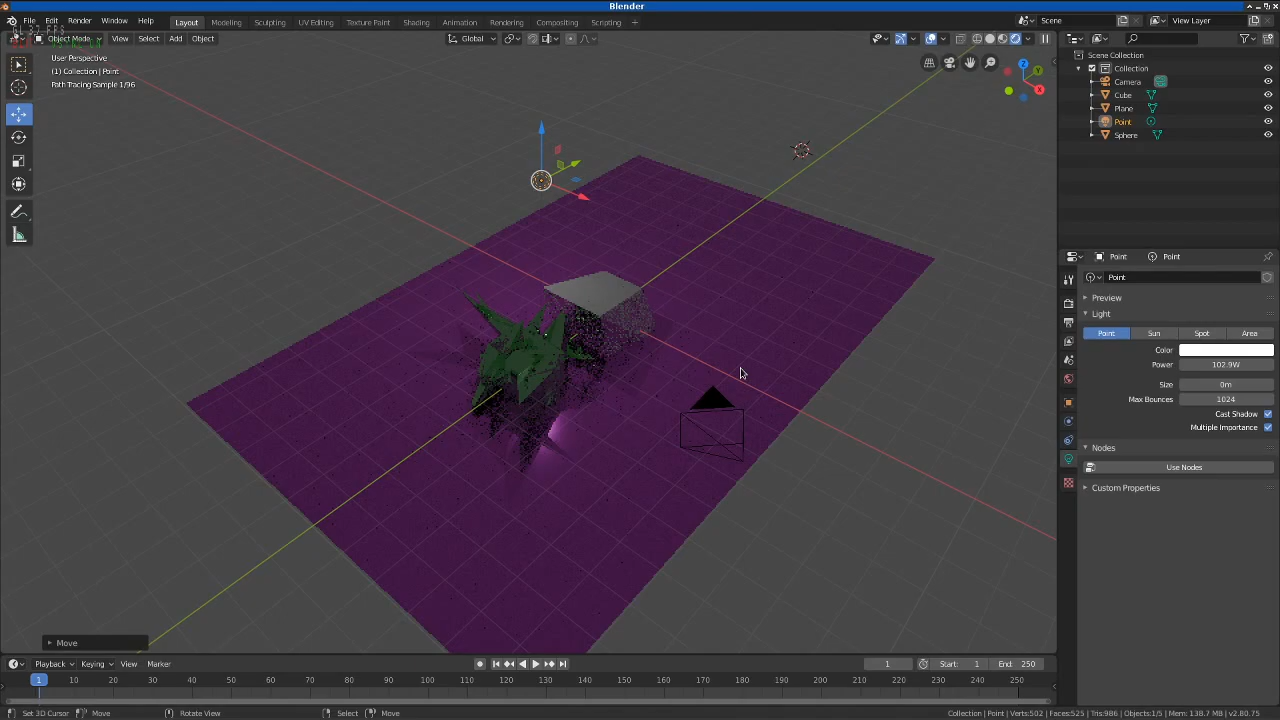 Blender
File Edit Render Window Help
Layout Modeling Sculpting UV Editing Texture Paint Shading Animation Rendering Compositing Scripting +
Scene
View Layer
Object Mode View Select Add Object
Global
User Perspective
(1) Collection | Point
Path Tracing Sample 1/96
Z
Y
X
Scene Collection
Collection
Camera
Cube
Plane
Point
Sphere
Point Point
Point
Preview
Light
Point Sun Spot Area
Color
Power 102.9W
Size 0m
Max Bounces 1024
Cast Shadow
Multiple Importance
Nodes
Use Nodes
Custom Properties
Move
Playback Keying View Marker
1 Start: 1 End: 250
1 10 20 30 40 50 60 70 80 90 100 110 120 130 140 150 160 170 180 190 200 210 220 230 240 250
Set 3D Cursor Move Rotate View Select Move
Collection | Point | Verts:502 | Faces:525 | Tris:986 | Objects:1/5 | Mem: 138.7 MB | v2.80.75